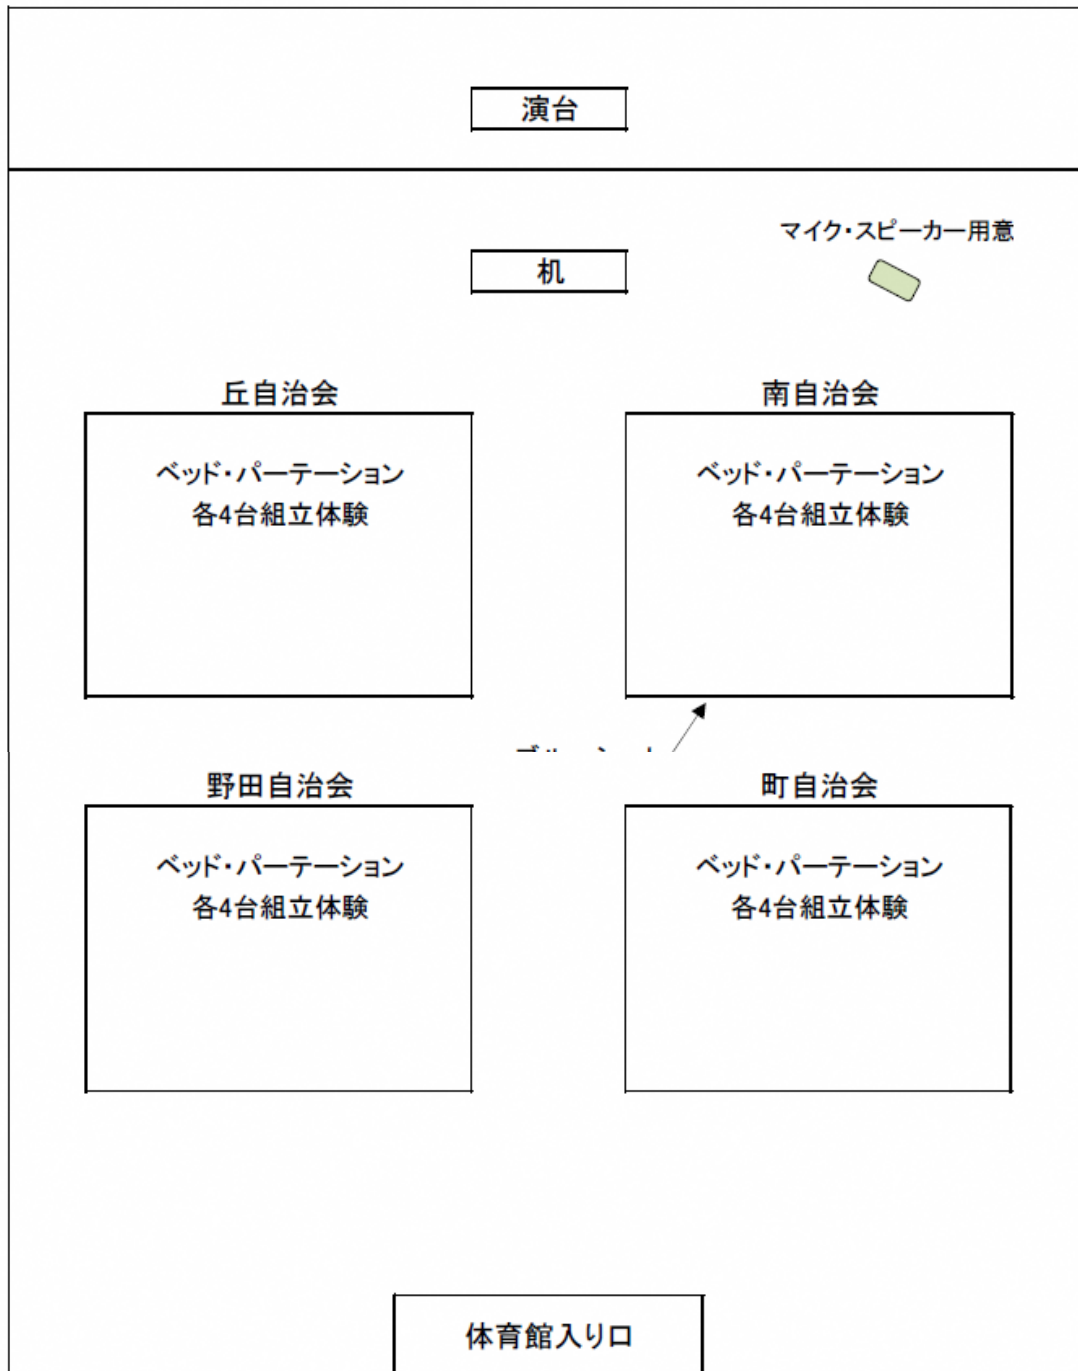 演台
マイク・スピーカー用意
机
丘自治会
南自治会
ベッド・パーテーション
各4台組立体験
ベッド・パーテーション
各4台組立体験
野田自治会
町自治会
ベッド・パーテーション
各4台組立体験
ベッド・パーテーション
各4台組立体験
体育館入り口